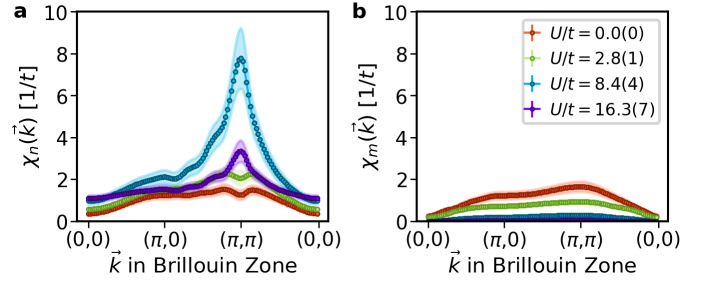 a
10
8
6
4
2
0
χn(k⃗) [1/t]
(0,0) (π,0) (π,π) (0,0)
k⃗ in Brillouin Zone
b
10
8
6
4
2
0
χm(k⃗) [1/t]
U/t = 0.0(0)
U/t = 2.8(1)
U/t = 8.4(4)
U/t = 16.3(7)
(0,0) (π,0) (π,π) (0,0)
k⃗ in Brillouin Zone